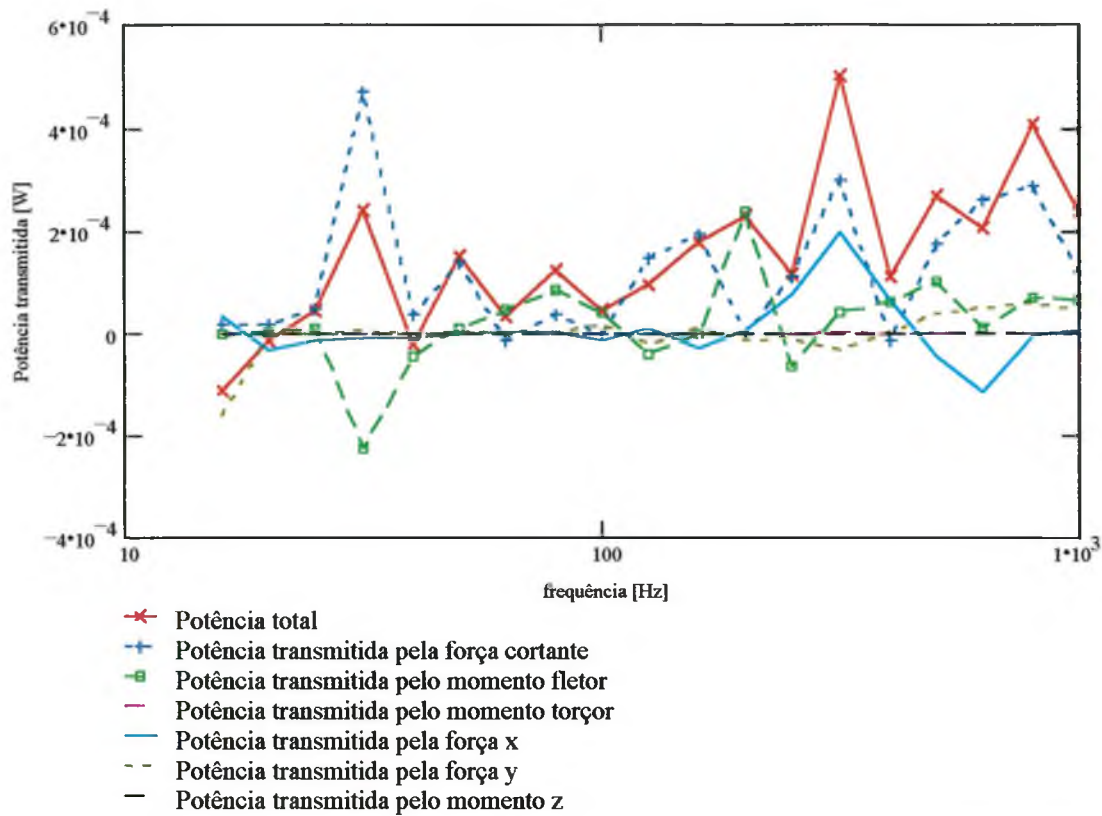 6•10⁻⁴
4•10⁻⁴
2•10⁻⁴
0
−2•10⁻⁴
−4•10⁻⁴
Potência transmitida [W]
10
100
1•10³
frequência [Hz]
Potência total
Potência transmitida pela força cortante
Potência transmitida pelo momento fletor
Potência transmitida pelo momento torçor
Potência transmitida pela força x
Potência transmitida pela força y
Potência transmitida pelo momento z